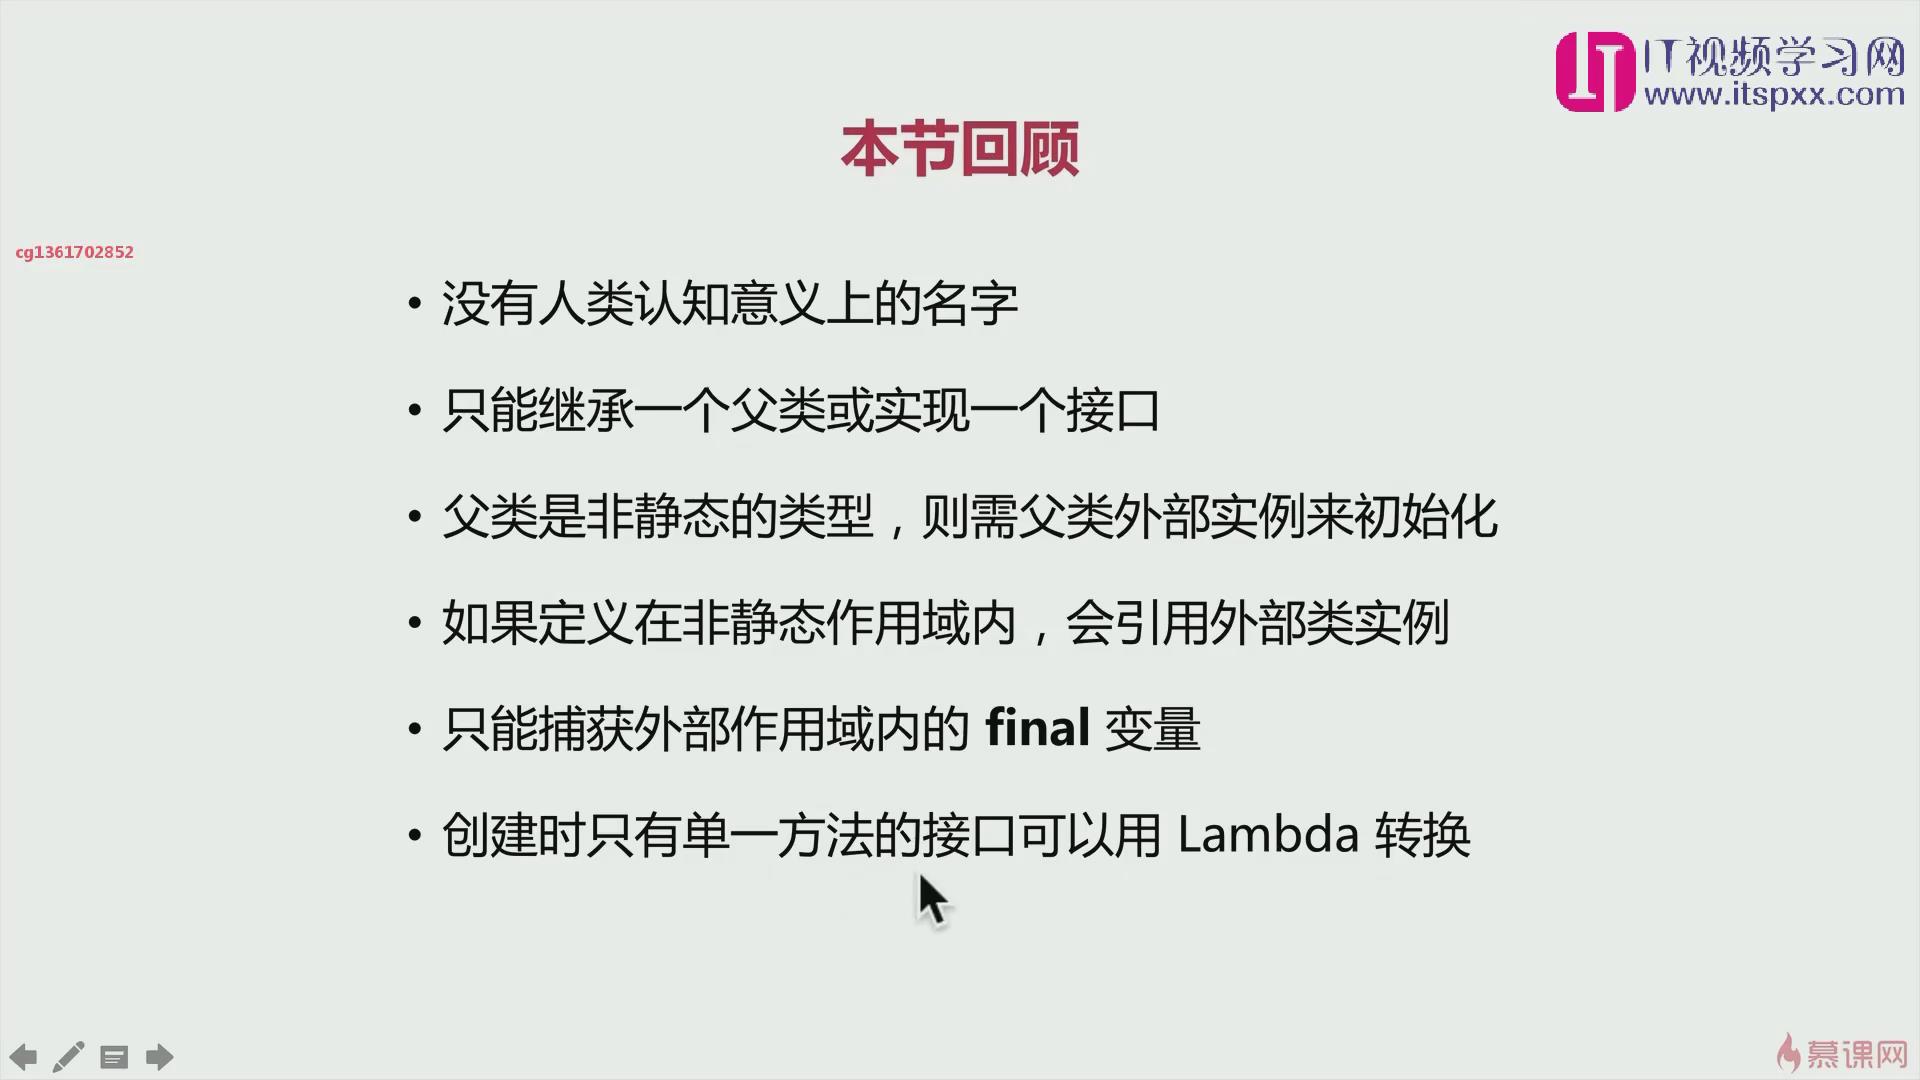 IT视频学习网
www.itspxx.com
本节回顾
cg1361702852
• 没有人类认知意义上的名字
• 只能继承一个父类或实现一个接口
• 父类是非静态的类型，则需父类外部实例来初始化
• 如果定义在非静态作用域内，会引用外部类实例
• 只能捕获外部作用域内的 final 变量
• 创建时只有单一方法的接口可以用 Lambda 转换
慕课网